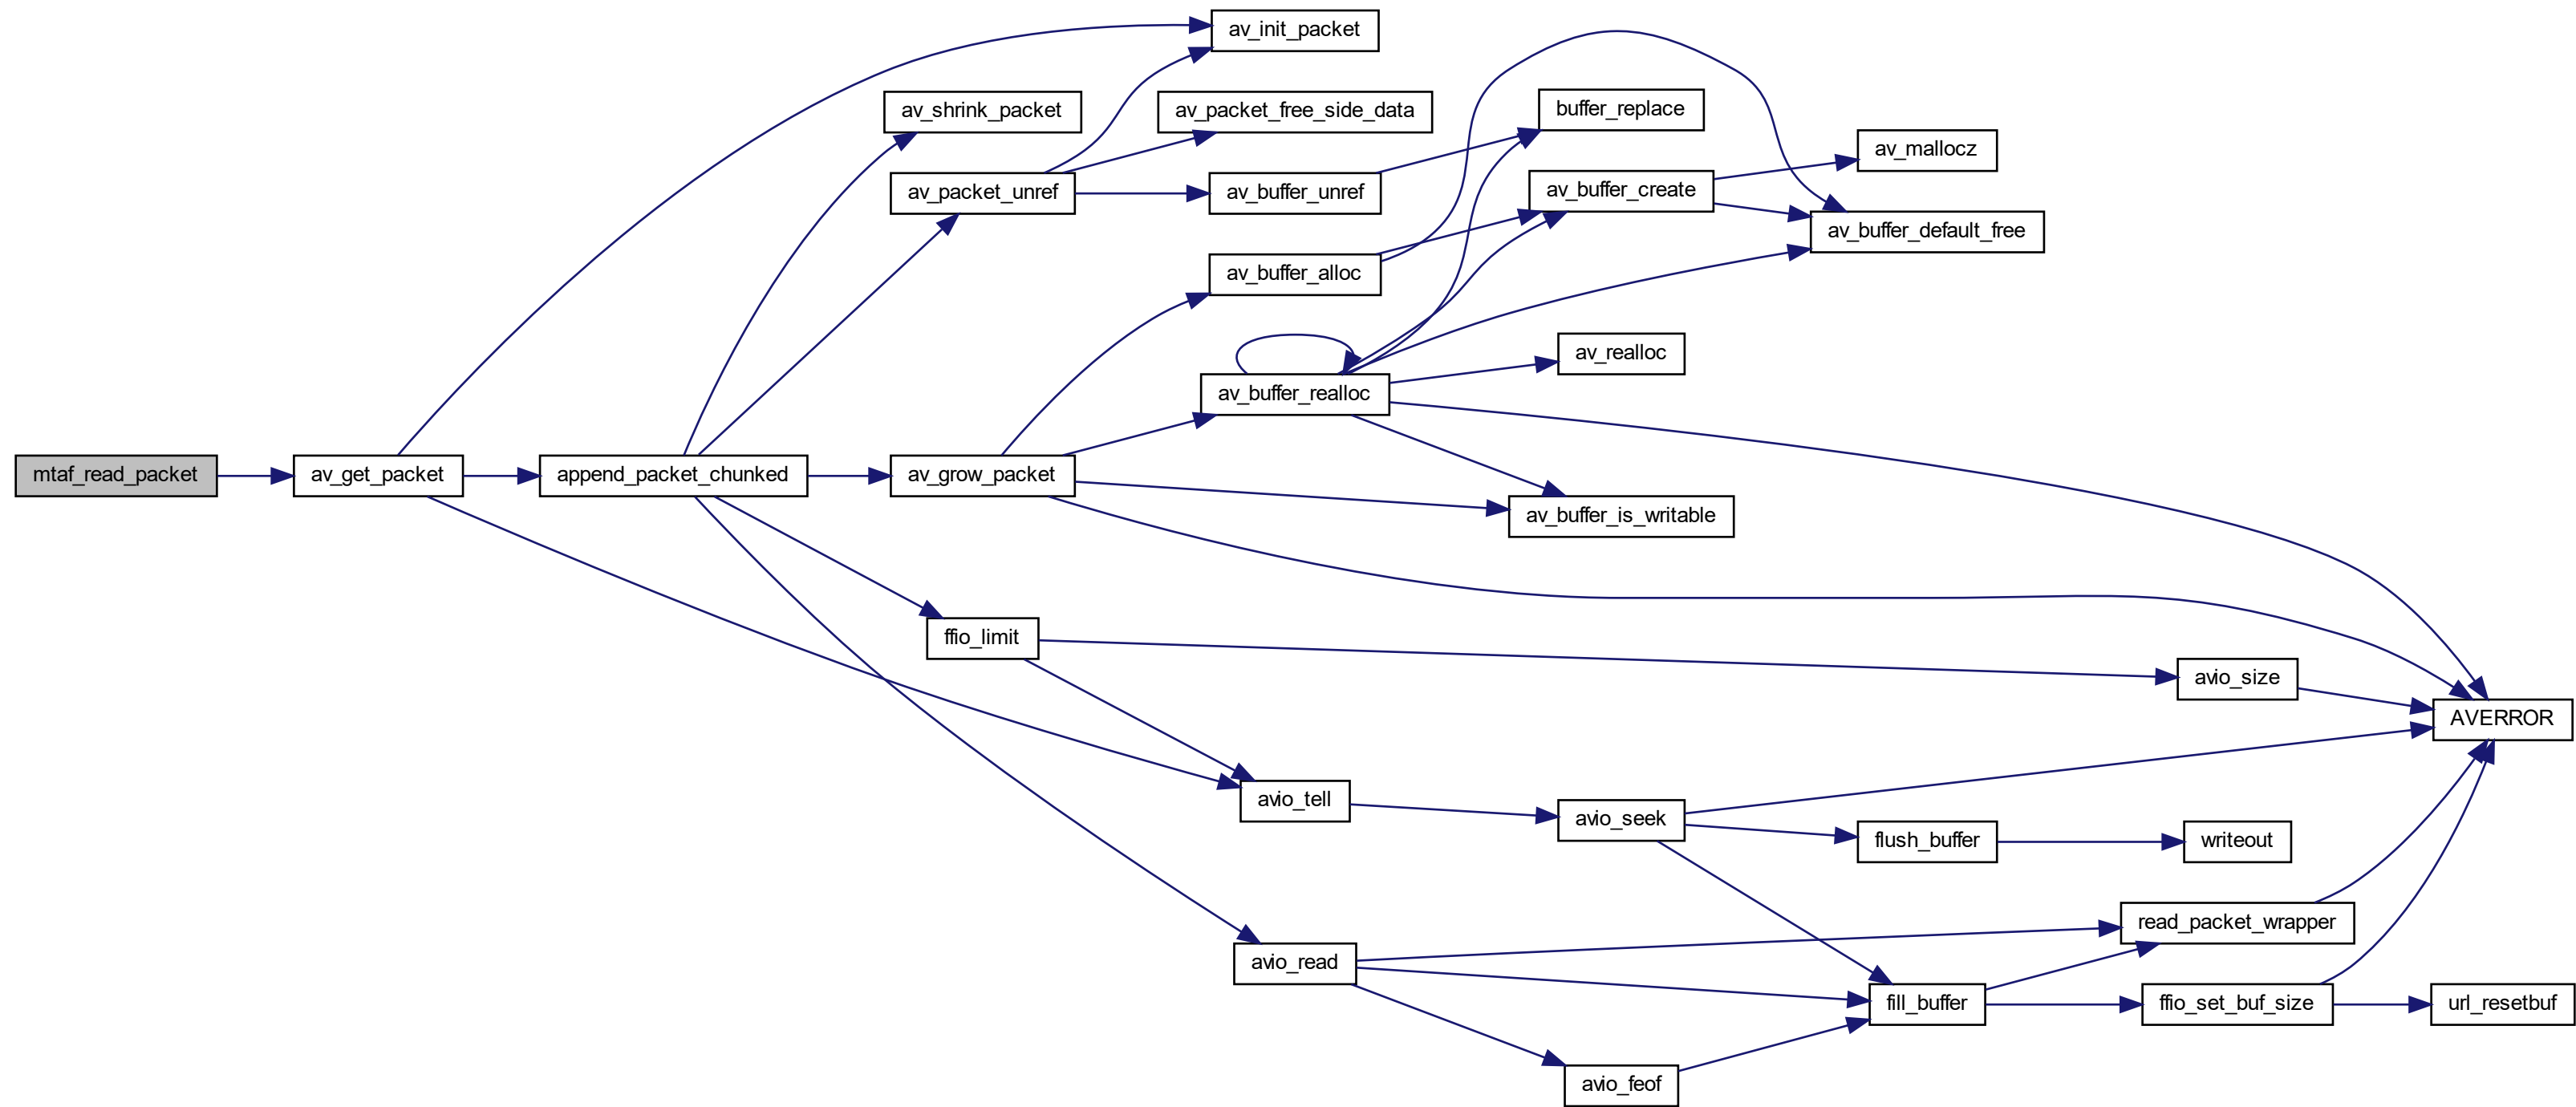 av_init_packet
av_shrink_packet
av_packet_free_side_data
buffer_replace
av_mallocz
av_packet_unref
av_buffer_unref
av_buffer_create
av_buffer_default_free
av_buffer_alloc
av_realloc
av_buffer_realloc
mtaf_read_packet
av_get_packet
append_packet_chunked
av_grow_packet
av_buffer_is_writable
ffio_limit
avio_size
AVERROR
avio_tell
avio_seek
flush_buffer
writeout
read_packet_wrapper
avio_read
fill_buffer
ffio_set_buf_size
url_resetbuf
avio_feof